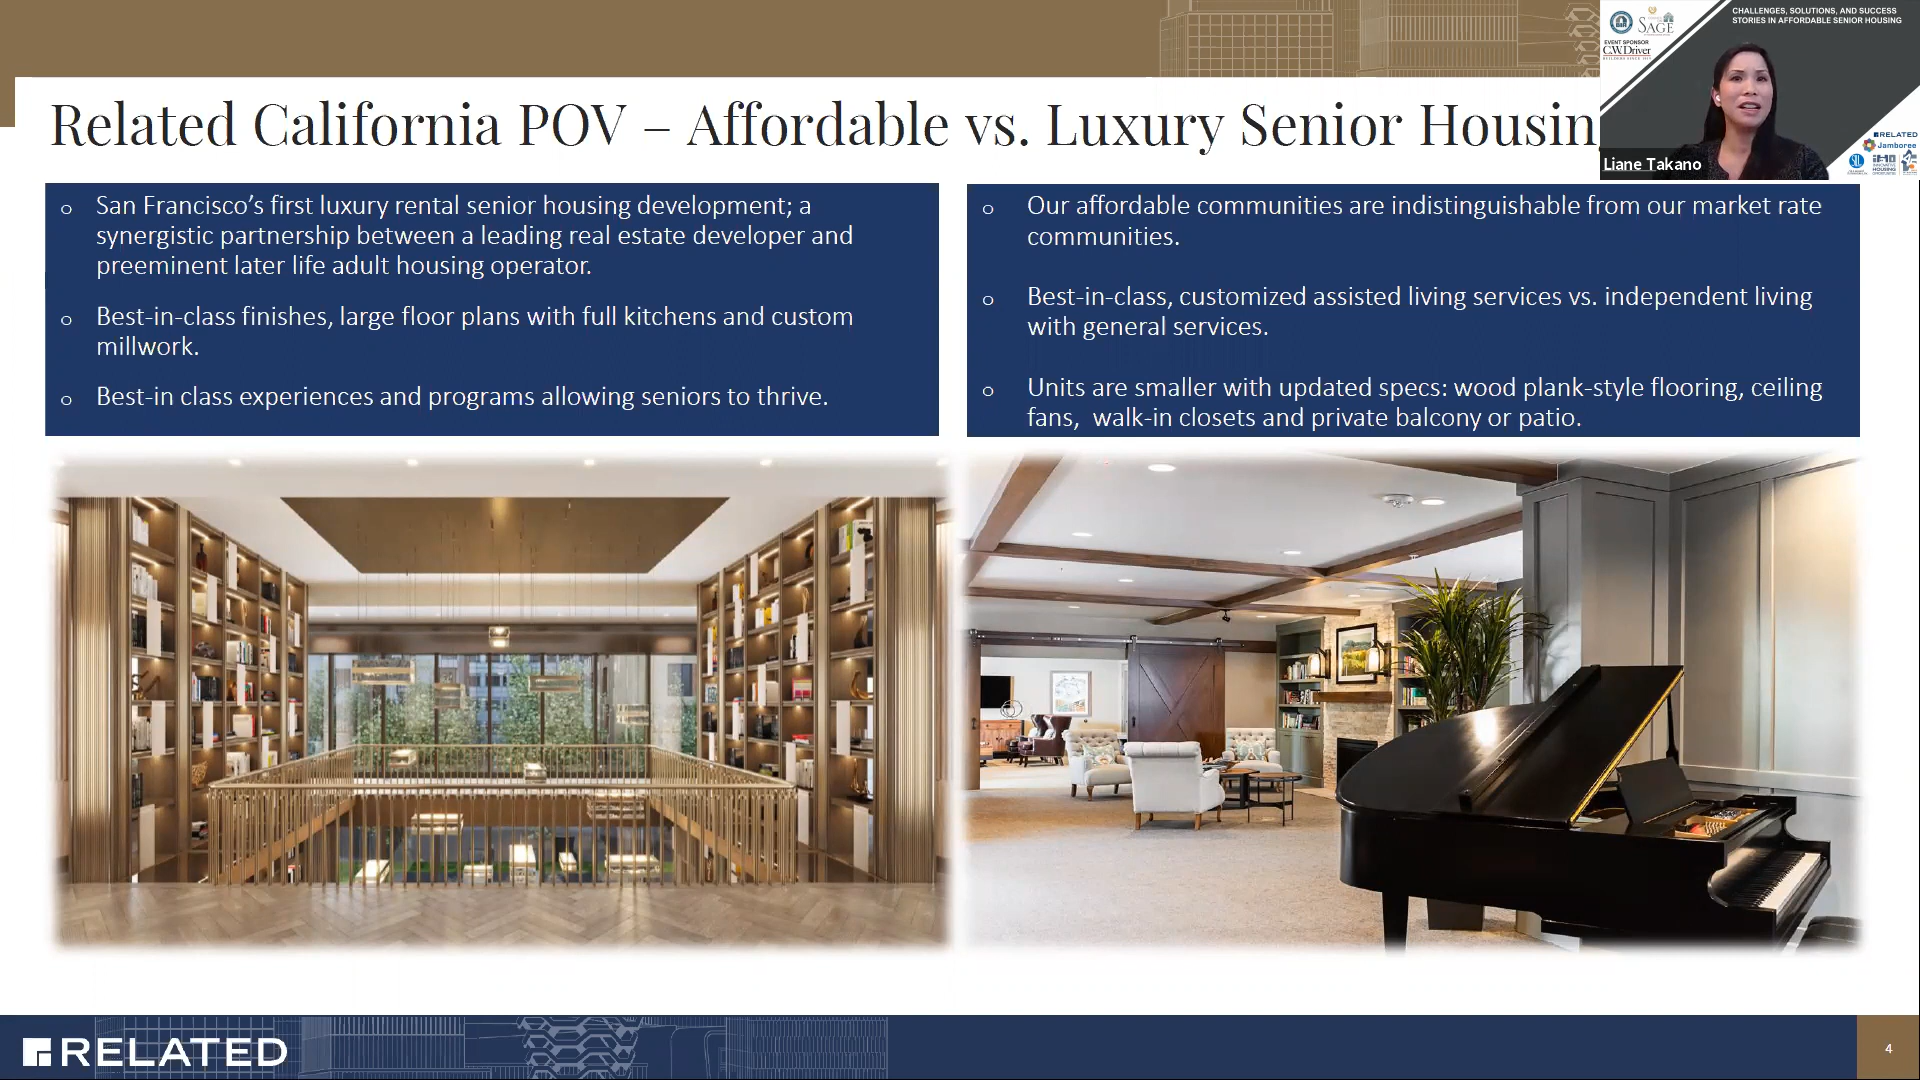 CHALLENGES, SOLUTIONS, AND SUCCESS
STORIES IN AFFORDABLE SENIOR HOUSING
SAGE
EVENT SPONSOR
C.W. Driver
BUILDERS SINCE 1919
RELATED
Jamboree
Liane Takano
Related California POV – Affordable vs. Luxury Senior Housin
o San Francisco’s first luxury rental senior housing development; a
synergistic partnership between a leading real estate developer and
preeminent later life adult housing operator.
o Best-in-class finishes, large floor plans with full kitchens and custom
millwork.
o Best-in class experiences and programs allowing seniors to thrive.
o Our affordable communities are indistinguishable from our market rate
communities.
o Best-in-class, customized assisted living services vs. independent living
with general services.
o Units are smaller with updated specs: wood plank-style flooring, ceiling
fans, walk-in closets and private balcony or patio.
RELATED
4